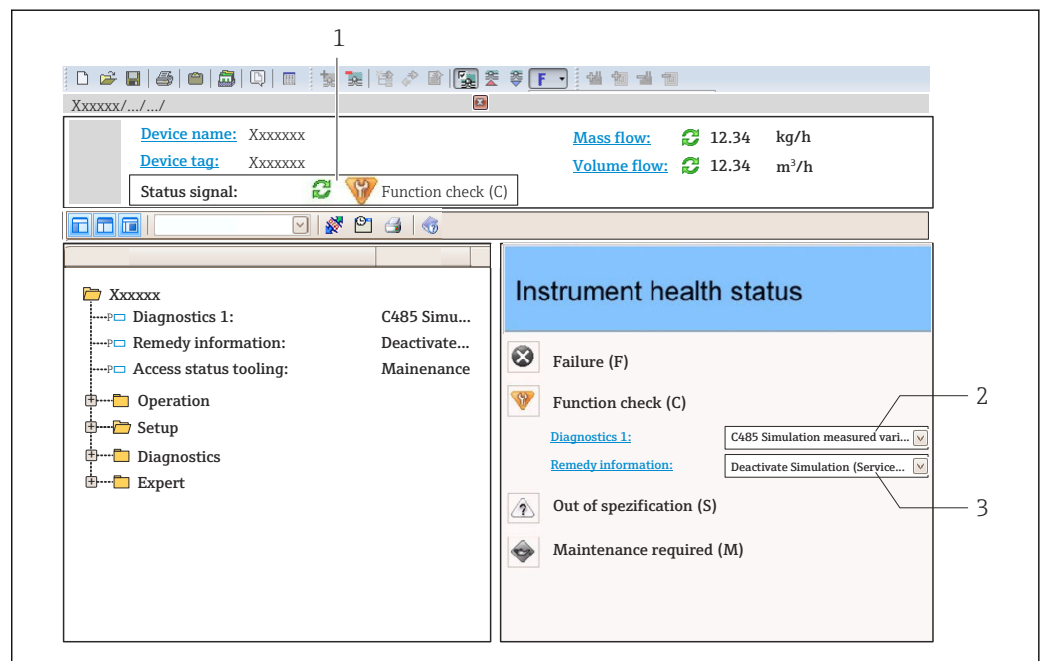 1
F
Xxxxxx/.../.../
Device name: Xxxxxxx
Mass flow: 12.34 kg/h
Device tag: Xxxxxxx
Volume flow: 12.34 m³/h
Status signal: Function check (C)
Xxxxxx
Diagnostics 1: C485 Simu...
Remedy information: Deactivate...
Access status tooling: Mainenance
Operation
Setup
Diagnostics
Expert
Instrument health status
Failure (F)
Function check (C)
2
Diagnostics 1: C485 Simulation measured vari...
Remedy information: Deactivate Simulation (Service...
Out of spezification (S)
3
Maintenance required (M)